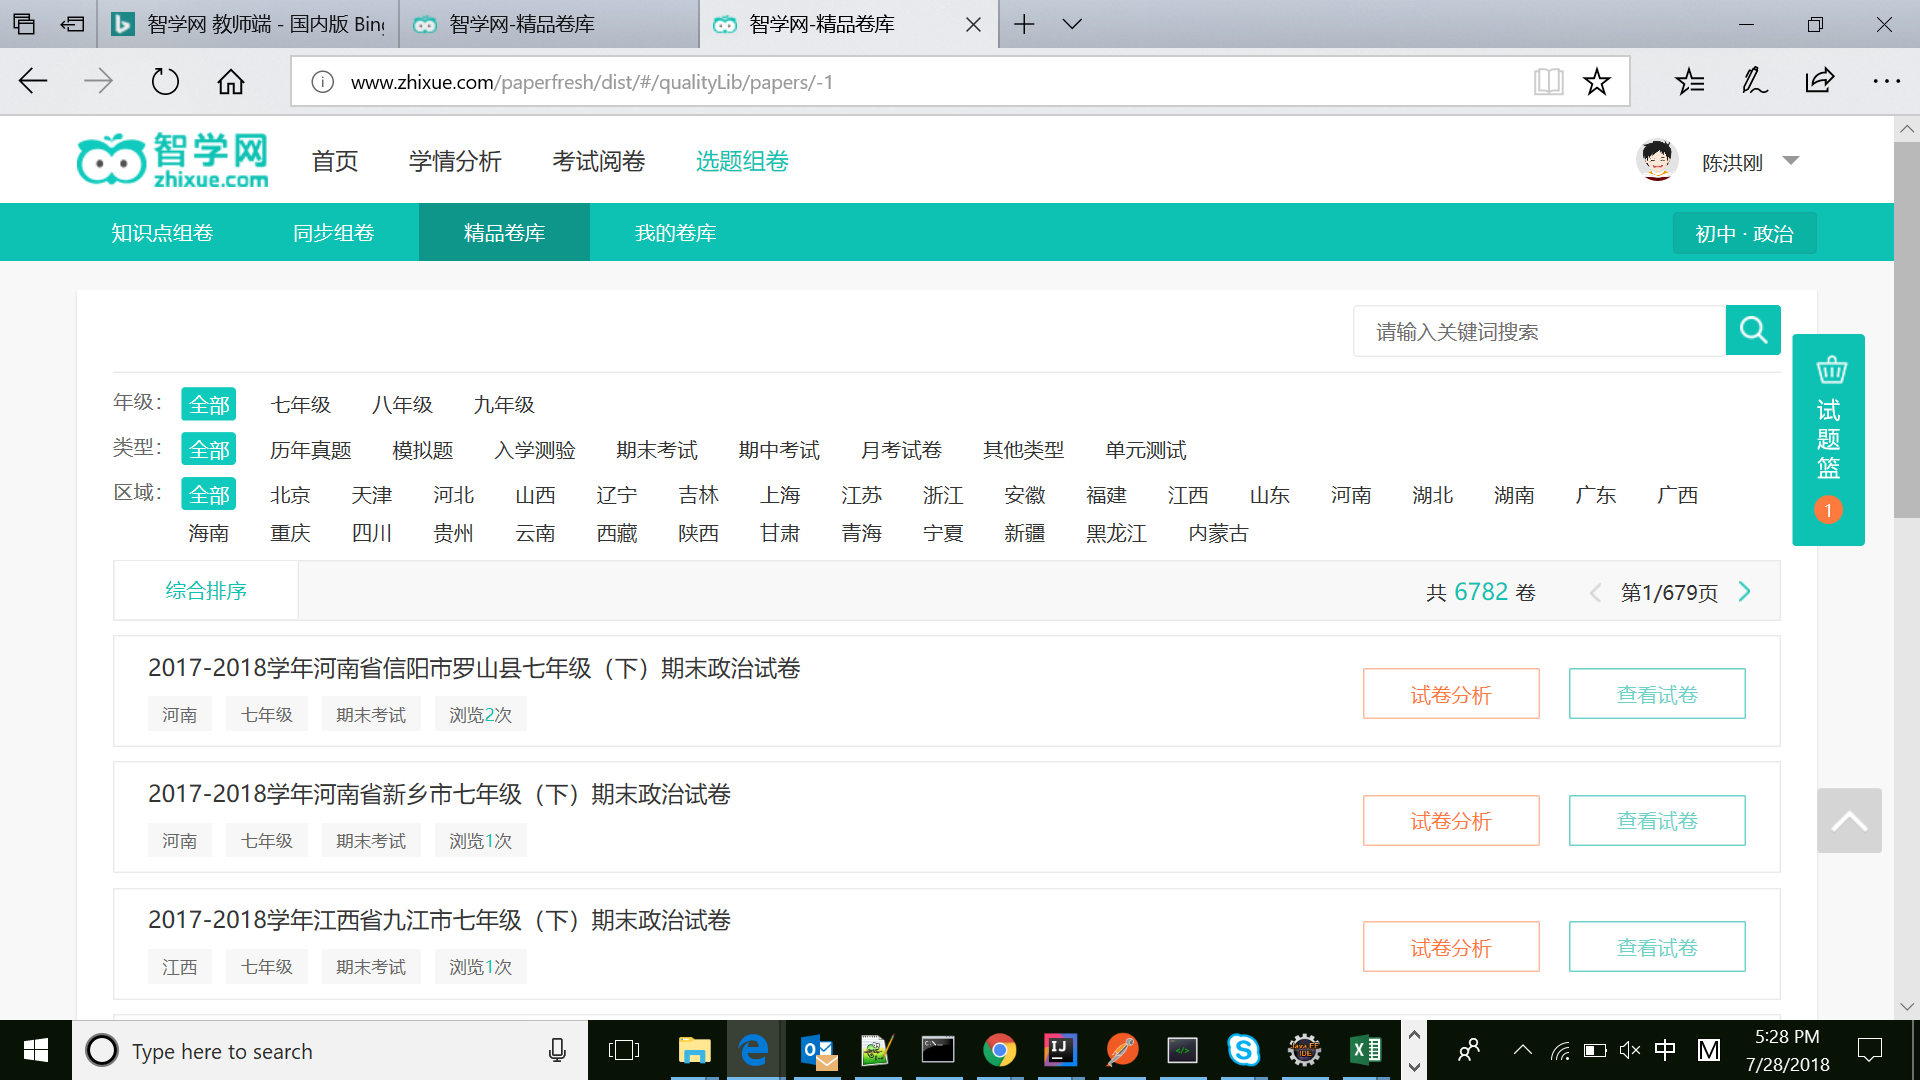 智学网 教师端 - 国内版 Bing
智学网-精品卷库
智学网-精品卷库
www.zhixue.com/paperfresh/dist/#/qualityLib/papers/-1
智学网
zhixue.com
首页 学情分析 考试阅卷 选题组卷
陈洪刚
知识点组卷 同步组卷 精品卷库 我的卷库
初中 · 政治
请输入关键词搜索
年级: 全部 七年级 八年级 九年级
类型: 全部 历年真题 模拟题 入学测验 期末考试 期中考试 月考试卷 其他类型 单元测试
区域: 全部 北京 天津 河北 山西 辽宁 吉林 上海 江苏 浙江 安徽 福建 江西 山东 河南 湖北 湖南 广东 广西
海南 重庆 四川 贵州 云南 西藏 陕西 甘肃 青海 宁夏 新疆 黑龙江 内蒙古
试题篮
1
综合排序
共 6782 卷
第1/679页
2017-2018学年河南省信阳市罗山县七年级（下）期末政治试卷
河南 七年级 期末考试 浏览2次
试卷分析 查看试卷
2017-2018学年河南省新乡市七年级（下）期末政治试卷
河南 七年级 期末考试 浏览1次
试卷分析 查看试卷
2017-2018学年江西省九江市七年级（下）期末政治试卷
江西 七年级 期末考试 浏览1次
试卷分析 查看试卷
Type here to search
中
M
5:28 PM
7/28/2018